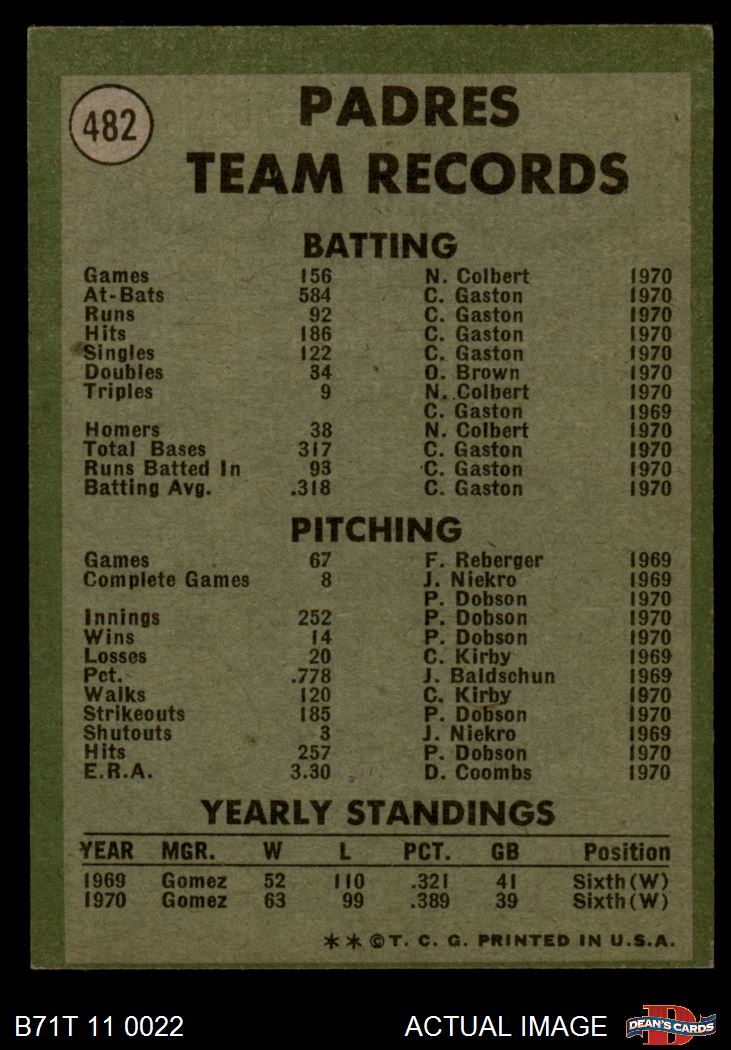 482
PADRES
TEAM RECORDS
BATTING
Games 156 N. Colbert 1970
At-Bats 584 C. Gaston 1970
Runs 92 C. Gaston 1970
Hits 186 C. Gaston 1970
Singles 122 C. Gaston 1970
Doubles 34 O. Brown 1970
Triples 9 N. Colbert 1970
C. Gaston 1969
Homers 38 N. Colbert 1970
Total Bases 317 C. Gaston 1970
Runs Batted In 93 C. Gaston 1970
Batting Avg. .318 C. Gaston 1970
PITCHING
Games 67 F. Reberger 1969
Complete Games 8 J. Niekro 1969
P. Dobson 1970
Innings 252 P. Dobson 1970
Wins 14 P. Dobson 1970
Losses 20 C. Kirby 1969
Pct. .778 J. Baldschun 1969
Walks 120 C. Kirby 1970
Strikeouts 185 P. Dobson 1970
Shutouts 3 J. Niekro 1969
Hits 257 P. Dobson 1970
E.R.A. 3.30 D. Coombs 1970
YEARLY STANDINGS
YEAR MGR. W L PCT. GB Position
1969 Gomez 52 110 .321 41 Sixth (W)
1970 Gomez 63 99 .389 39 Sixth (W)
** © T. C. G. PRINTED IN U.S.A.
B71T 11 0022 ACTUAL IMAGE DEAN'S CARDS